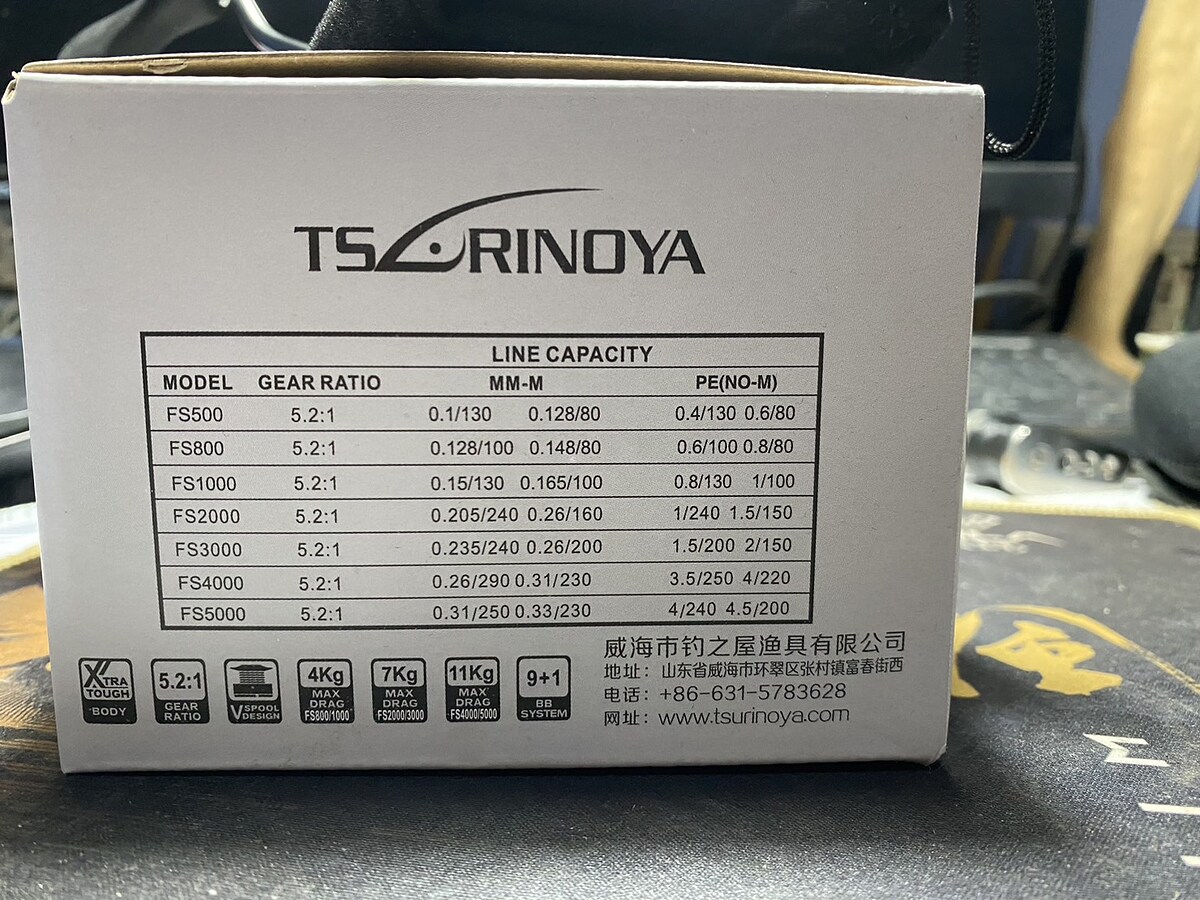 TSURINOYA
LINE CAPACITY
MODEL GEAR RATIO MM-M PE(NO-M)
FS500 5.2:1 0.1/130 0.128/80 0.4/130 0.6/80
FS800 5.2:1 0.128/100 0.148/80 0.6/100 0.8/80
FS1000 5.2:1 0.15/130 0.165/100 0.8/130 1/100
FS2000 5.2:1 0.205/240 0.26/160 1/240 1.5/150
FS3000 5.2:1 0.235/240 0.26/200 1.5/200 2/150
FS4000 5.2:1 0.26/290 0.31/230 3.5/250 4/220
FS5000 5.2:1 0.31/250 0.33/230 4/240 4.5/200
XTRA
TOUGH
BODY
5.2:1
GEAR
RATIO
V SPOOL
DESIGN
4Kg
MAX
DRAG
FS800/1000
7Kg
MAX
DRAG
FS2000/3000
11Kg
MAX
DRAG
FS4000/5000
9+1
BB
SYSTEM
威海市钓之屋渔具有限公司
地址：山东省威海市环翠区张村镇富春街西
电话：+86-631-5783628
网址：www.tsurinoya.com